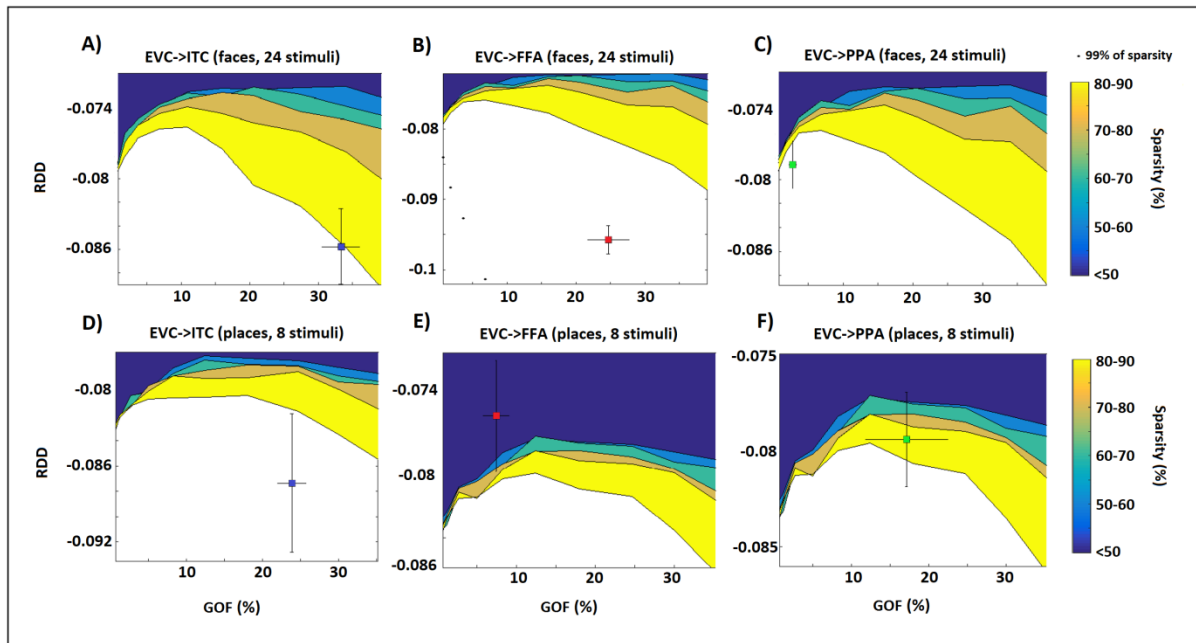 A)
EVC->ITC (faces, 24 stimuli)
B)
EVC->FFA (faces, 24 stimuli)
C)
EVC->PPA (faces, 24 stimuli)
99% of sparsity
-0.074
-0.08
-0.086
RDD
10
20
30
-0.08
-0.09
-0.1
10
20
30
-0.074
-0.08
-0.086
10
20
30
80-90
70-80
60-70
50-60
<50
Sparsity (%)
D)
EVC->ITC (places, 8 stimuli)
E)
EVC->FFA (places, 8 stimuli)
F)
EVC->PPA (places, 8 stimuli)
-0.08
-0.086
-0.092
RDD
10
20
30
GOF (%)
-0.074
-0.08
-0.086
10
20
30
GOF (%)
-0.075
-0.08
-0.085
10
20
30
GOF (%)
80-90
70-80
60-70
50-60
<50
Sparsity (%)